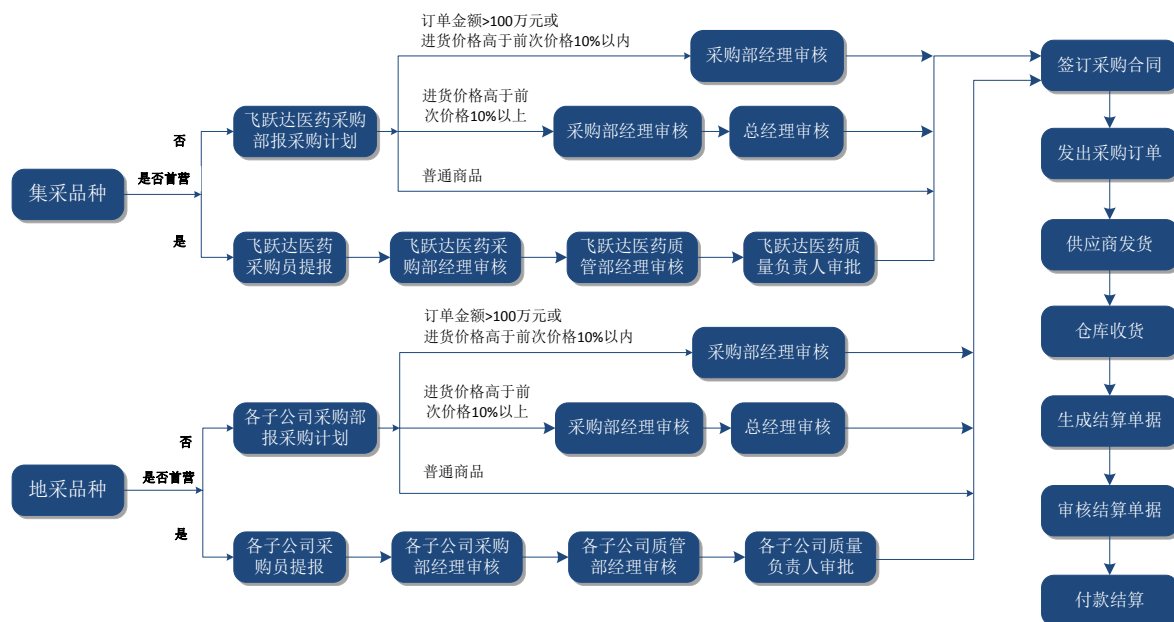 订单金额>100万元或
进货价格高于前次价格10%以内
采购部经理审核
签订采购合同
进货价格高于前
次价格10%以上
飞跃达医药采购
部报采购计划
采购部经理审核
总经理审核
否
发出采购订单
集采品种
是否首营
普通商品
是
飞跃达医药
采购员提报
飞跃达医药采
购部经理审核
飞跃达医药质
管部经理审核
飞跃达医药质
量负责人审批
供应商发货
订单金额>100万元或
进货价格高于前次价格10%以内
采购部经理审核
仓库收货
进货价格高于前
次价格10%以上
各子公司采购部
报采购计划
采购部经理审核
总经理审核
生成结算单据
否
地采品种
是否首营
普通商品
审核结算单据
是
各子公司采
购员提报
各子公司采购
部经理审核
各子公司质管
部经理审核
各子公司质量
负责人审批
付款结算